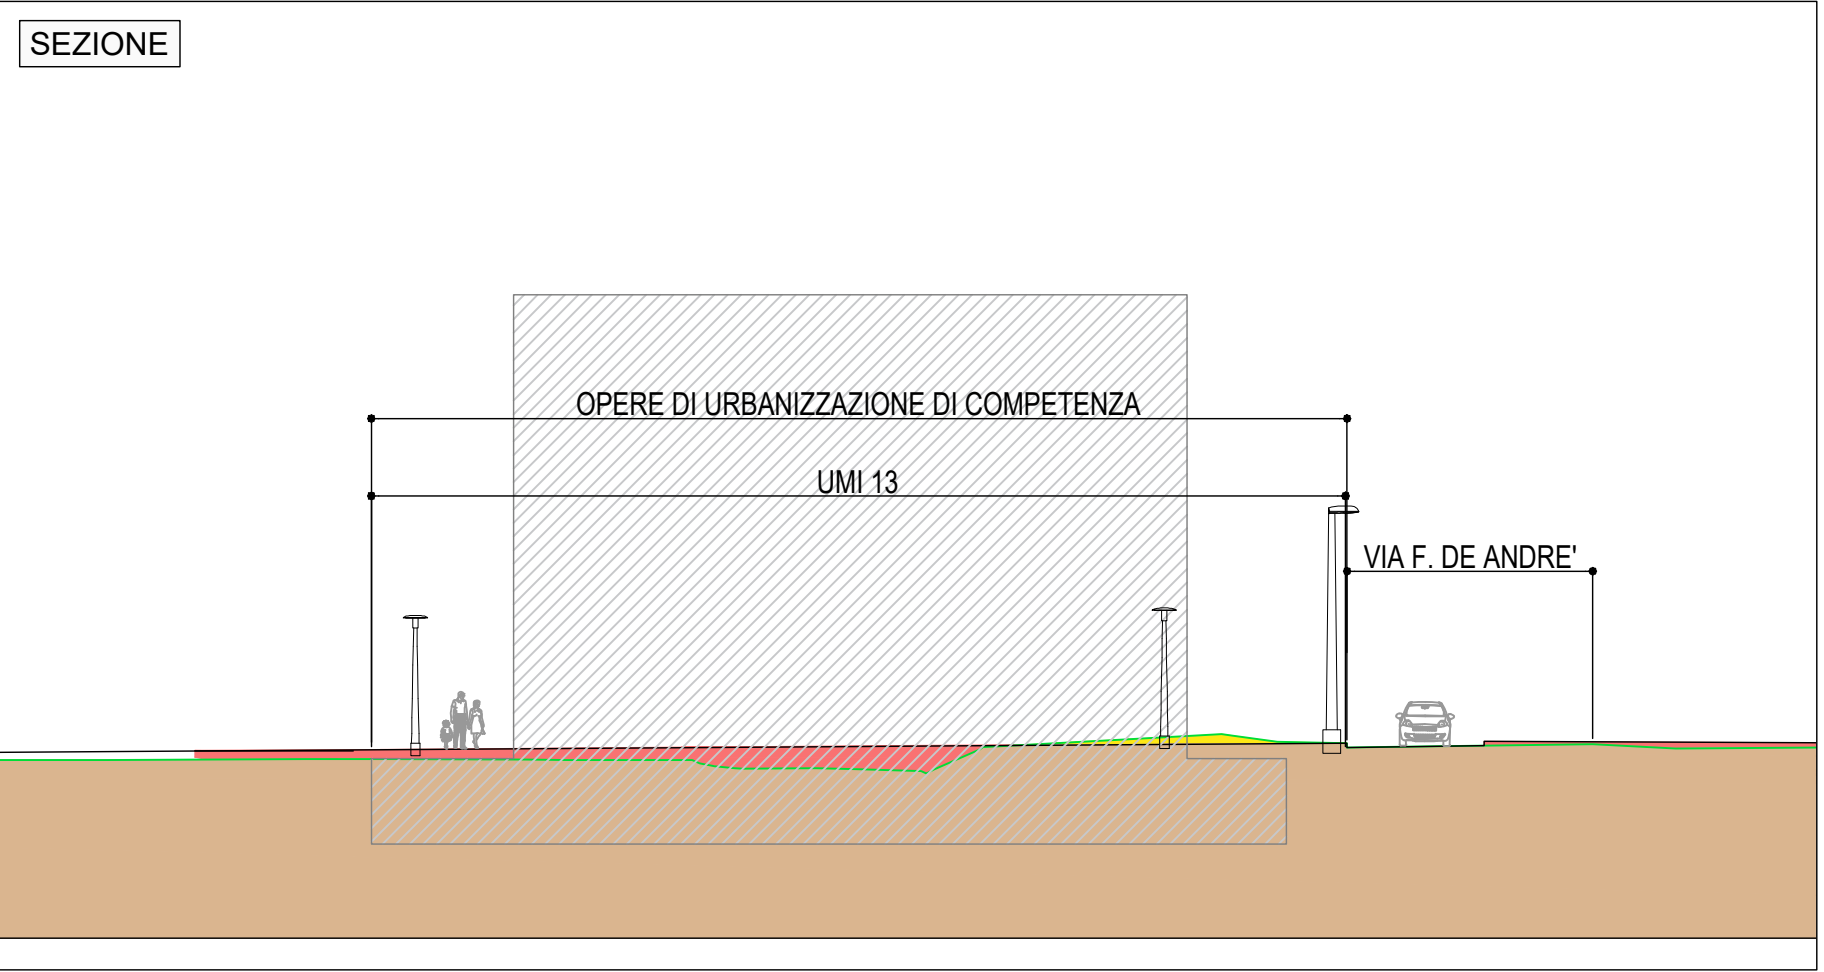 SEZIONE
OPERE DI URBANIZZAZIONE DI COMPETENZA
UMI 13
VIA F. DE ANDRE'